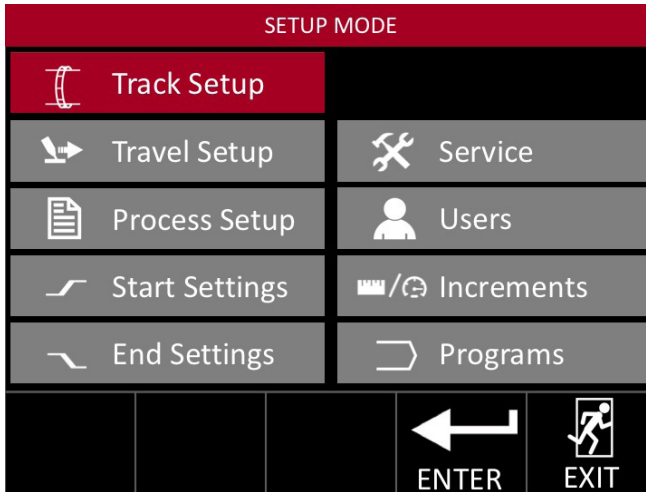 SETUP MODE
Track Setup
Travel Setup
Service
Process Setup
Users
Start Settings
Increments
End Settings
Programs
ENTER
EXIT